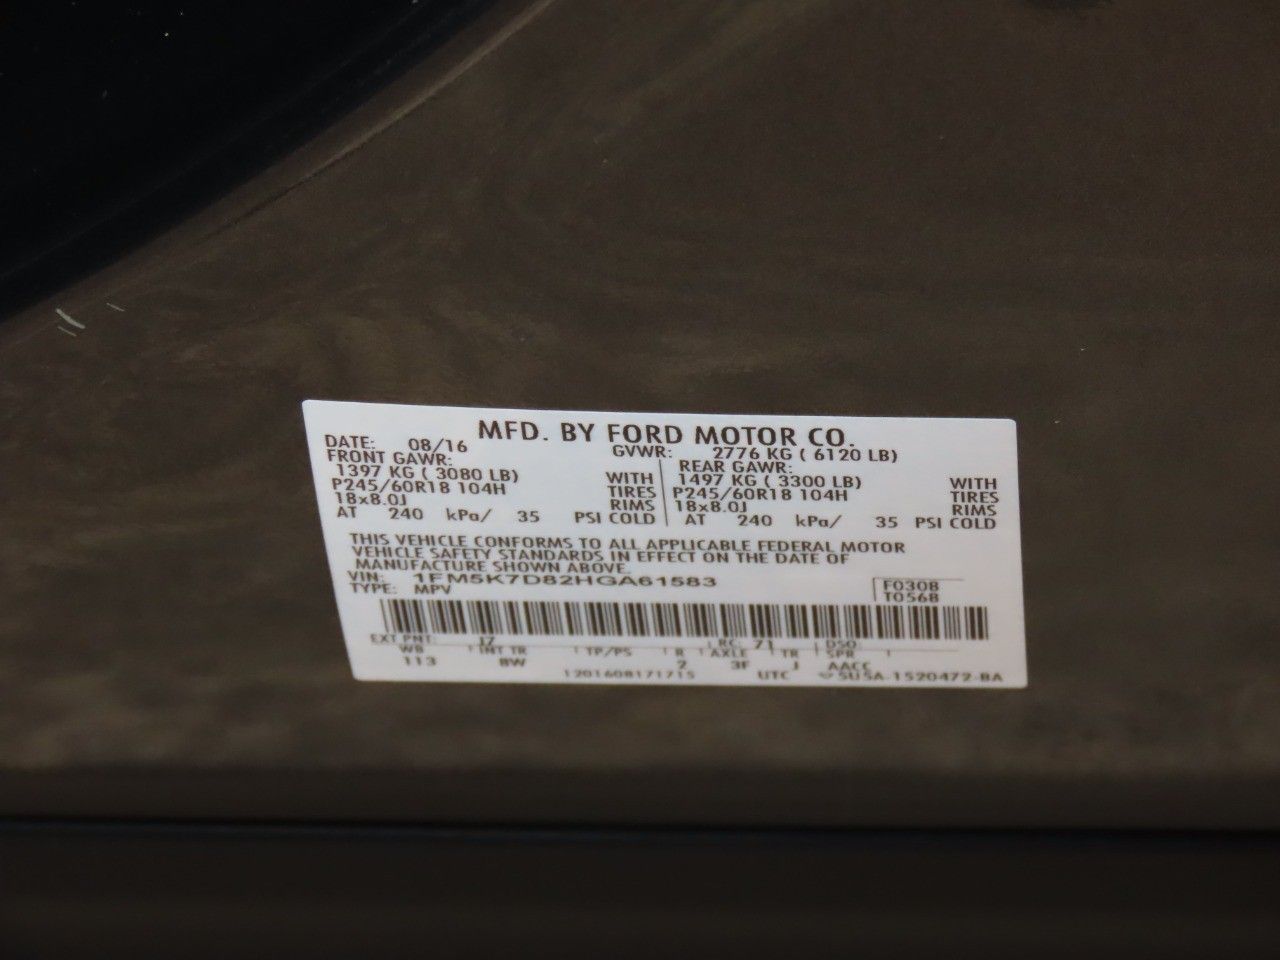 MFD. BY FORD MOTOR CO.
DATE: 08/16 GVWR: 2776 KG ( 6120 LB)
FRONT GAWR: REAR GAWR:
1397 KG ( 3080 LB) WITH 1497 KG ( 3300 LB) WITH
P245/60R18 104H TIRES P245/60R18 104H TIRES
18x8.0J RIMS 18x8.0J RIMS
AT 240 kPa/ 35 PSI COLD AT 240 kPa/ 35 PSI COLD
THIS VEHICLE CONFORMS TO ALL APPLICABLE FEDERAL MOTOR
VEHICLE SAFETY STANDARDS IN EFFECT ON THE DATE OF
MANUFACTURE SHOWN ABOVE.
VIN: 1FM5K7D82HGA61583 F0308
TYPE: MPV T0568
EXT PNT: J7 RC: 71 DSO:
WB INT TR TP/PS R AXLE TR SPR
113 8W 2 3F J AACC
1201608171715 UTC 5U5A-1520472-BA